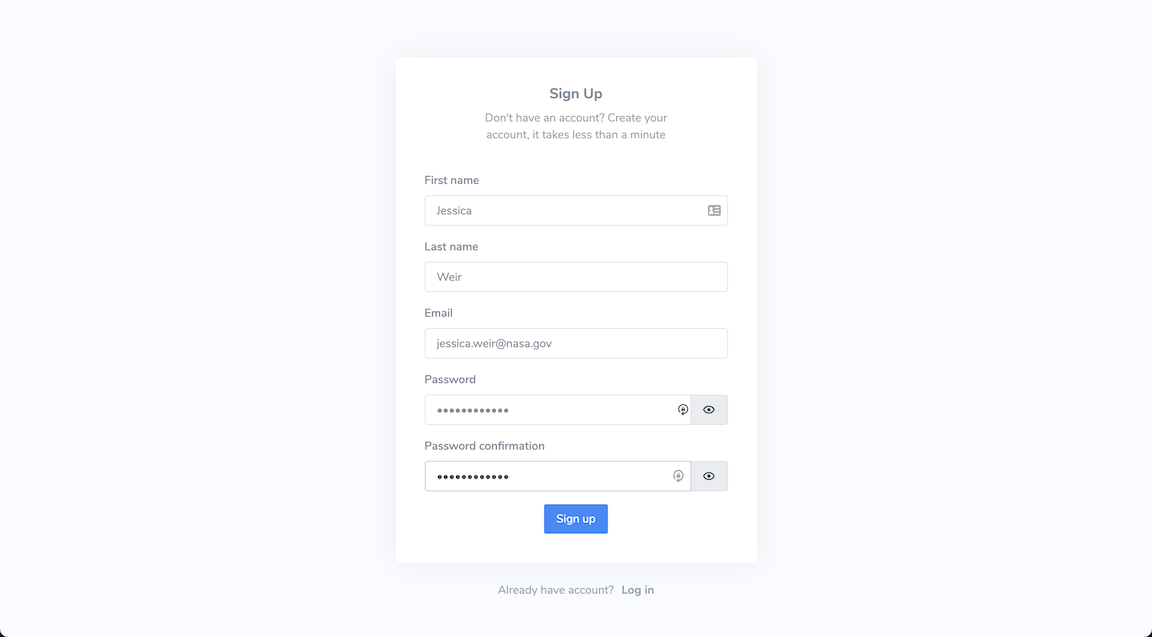 Sign Up
Don't have an account? Create your
account, it takes less than a minute
First name
Jessica
Last name
Weir
Email
jessica.weir@nasa.gov
Password
••••••••••••
Password confirmation
••••••••••••
Sign up
Already have account? Log in